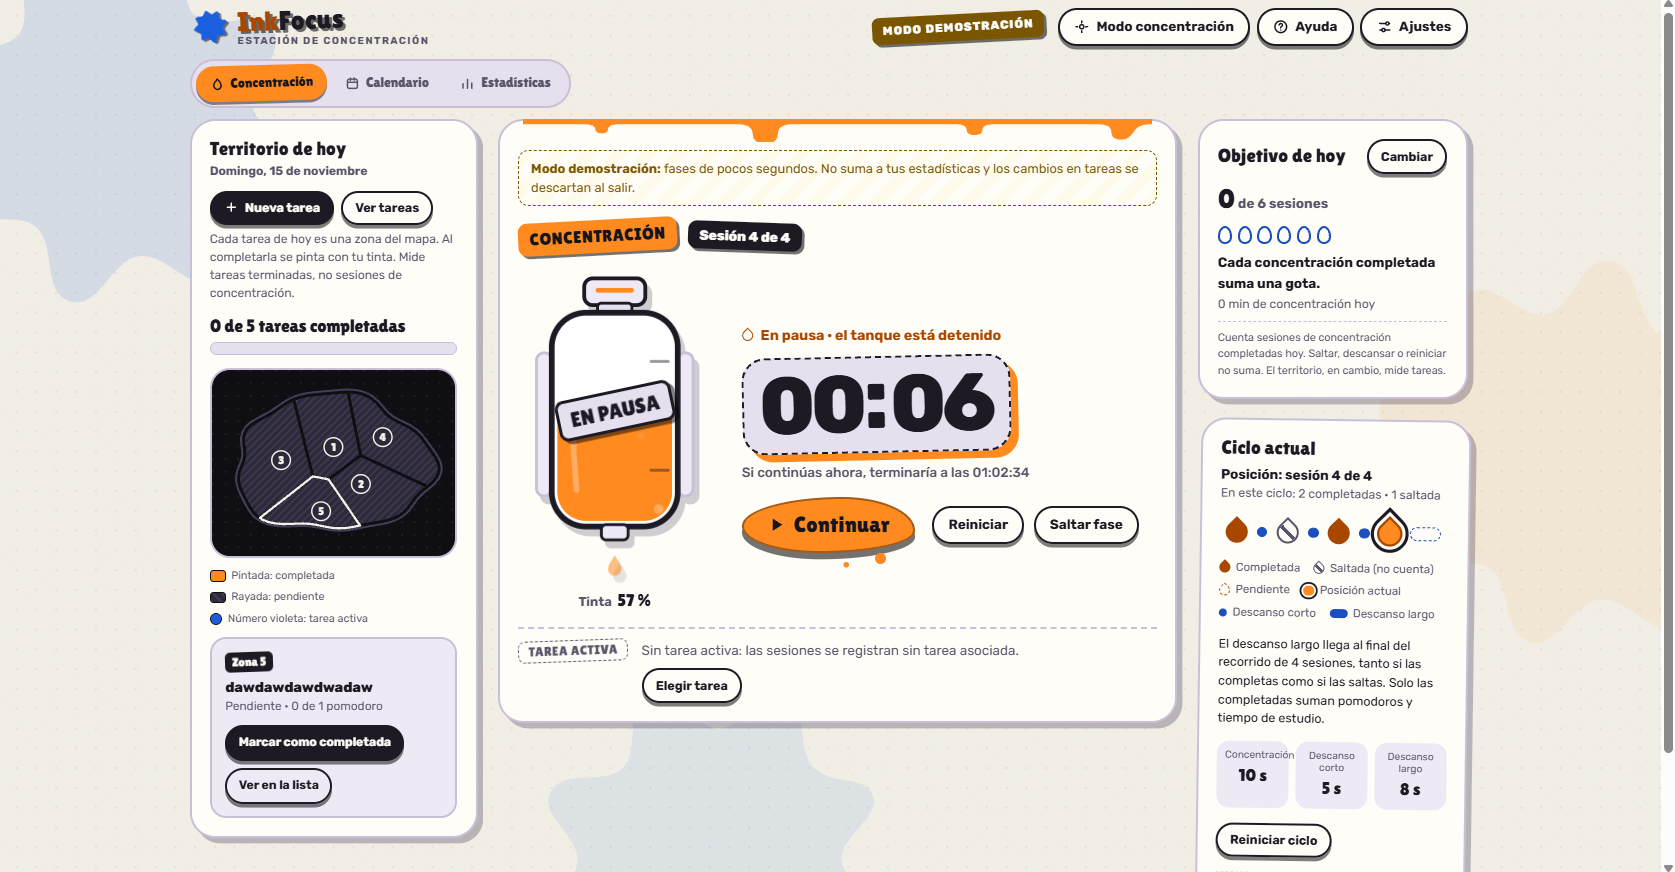 InkFocus
ESTACIÓN DE CONCENTRACIÓN
MODO DEMOSTRACIÓN
Modo concentración
Ayuda
Ajustes
Concentración
Calendario
Estadísticas
Territorio de hoy
Domingo, 15 de noviembre
+ Nueva tarea
Ver tareas
Cada tarea de hoy es una zona del mapa. Al
completarla se pinta con tu tinta. Mide
tareas terminadas, no sesiones de
concentración.
0 de 5 tareas completadas
3
1
4
2
5
Pintada: completada
Rayada: pendiente
Número violeta: tarea activa
Zona 5
dawdawdawdwadaw
Pendiente • 0 de 1 pomodoro
Marcar como completada
Ver en la lista
Modo demostración: fases de pocos segundos. No suma a tus estadísticas y los cambios en tareas se
descartan al salir.
CONCENTRACIÓN
Sesión 4 de 4
EN PAUSA
Tinta 57 %
En pausa • el tanque está detenido
00:06
Si continúas ahora, terminaría a las 01:02:34
Continuar
Reiniciar
Saltar fase
TAREA ACTIVA
Sin tarea activa: las sesiones se registran sin tarea asociada.
Elegir tarea
Objetivo de hoy
Cambiar
0 de 6 sesiones
Cada concentración completada
suma una gota.
0 min de concentración hoy
Cuenta sesiones de concentración
completadas hoy. Saltar, descansar o reiniciar
no suma. El territorio, en cambio, mide tareas.
Ciclo actual
Posición: sesión 4 de 4
En este ciclo: 2 completadas • 1 saltada
Completada
Saltada (no cuenta)
Pendiente
Posición actual
Descanso corto
Descanso largo
El descanso largo llega al final del
recorrido de 4 sesiones, tanto si las
completas como si las saltas. Solo las
completadas suman pomodoros y
tiempo de estudio.
Concentración
10 s
Descanso
corto
5 s
Descanso
largo
8 s
Reiniciar ciclo